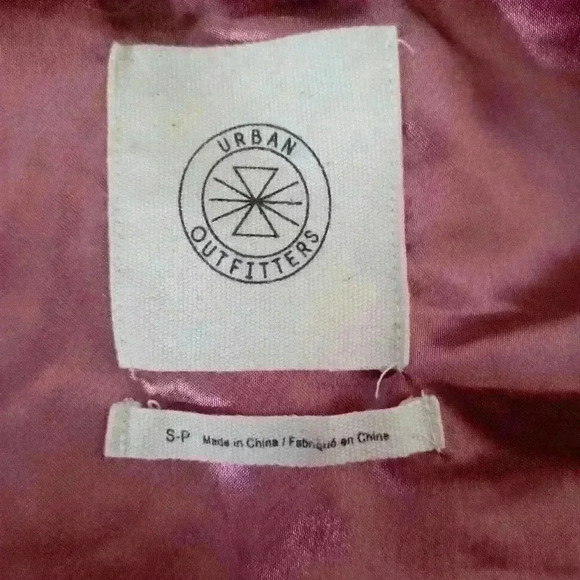 URBAN
OUTFITTERS
S-P Made in China / Fabriqué en Chine